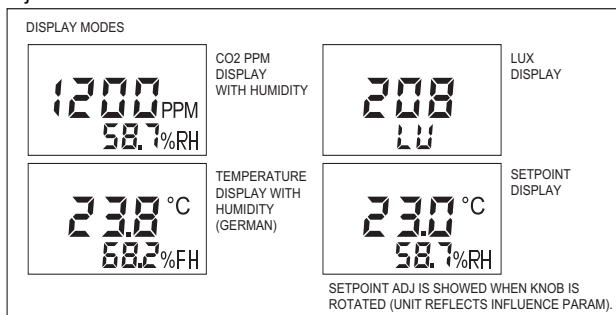 DISPLAY MODES
1200 PPM
58.7%RH
CO2 PPM
DISPLAY
WITH HUMIDITY
208
LU
LUX
DISPLAY
23.8 °C
68.2%FH
TEMPERATURE
DISPLAY WITH
HUMIDITY
(GERMAN)
23.0 °C
58.7%RH
SETPOINT
DISPLAY
SETPOINT ADJ IS SHOWED WHEN KNOB IS
ROTATED (UNIT REFLECTS INFLUENCE PARAM).